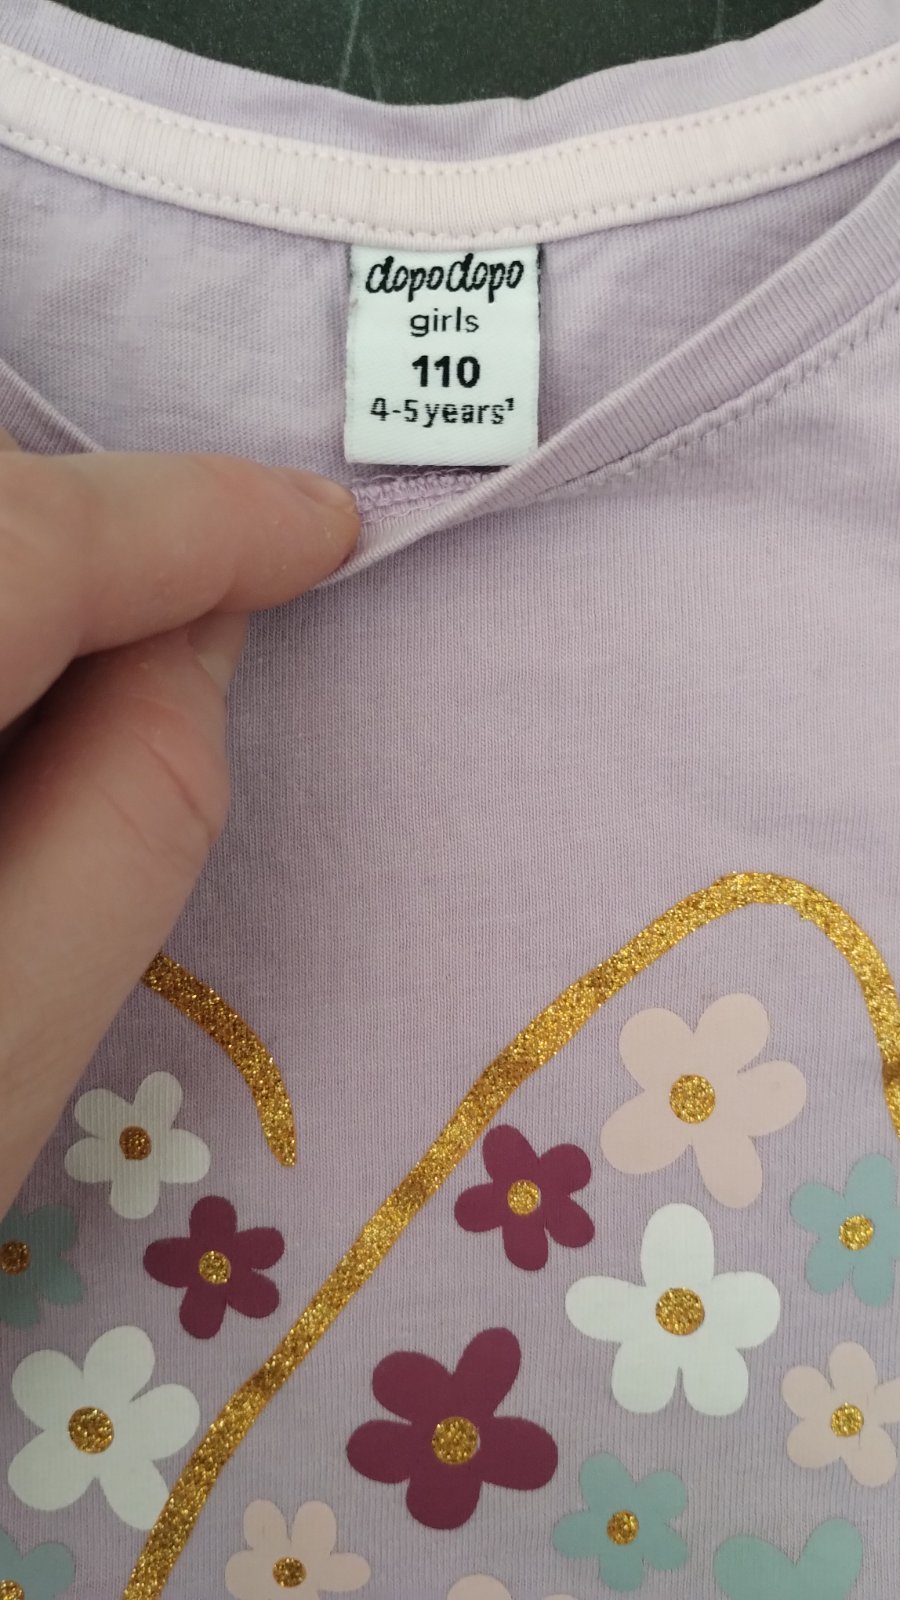 dopodopo
girls
110
4-5 years¹